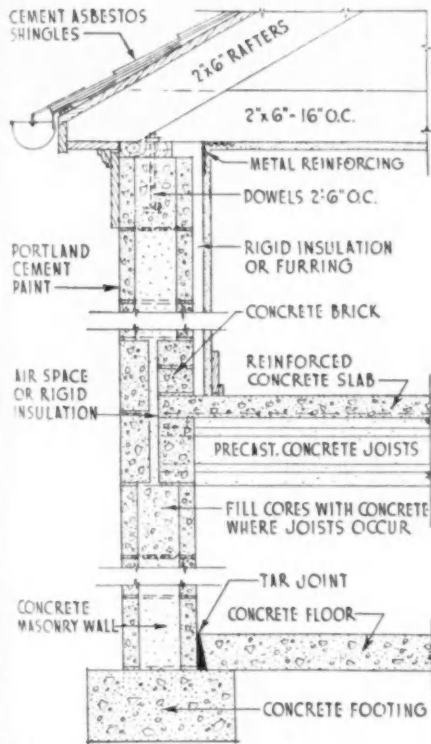 CEMENT ASBESTOS
SHINGLES
2"x6" RAFTERS
2"x 6"- 16" O.C.
METAL REINFORCING
DOWELS 2'-6" O.C.
PORTLAND
CEMENT
PAINT
RIGID INSULATION
OR FURRING
CONCRETE BRICK
AIR SPACE
OR RIGID
INSULATION
REINFORCED
CONCRETE SLAB
PRECAST. CONCRETE JOISTS
FILL CORES WITH CONCRETE
WHERE JOISTS OCCUR
TAR JOINT
CONCRETE
MASONRY WALL
CONCRETE FLOOR
CONCRETE FOOTING